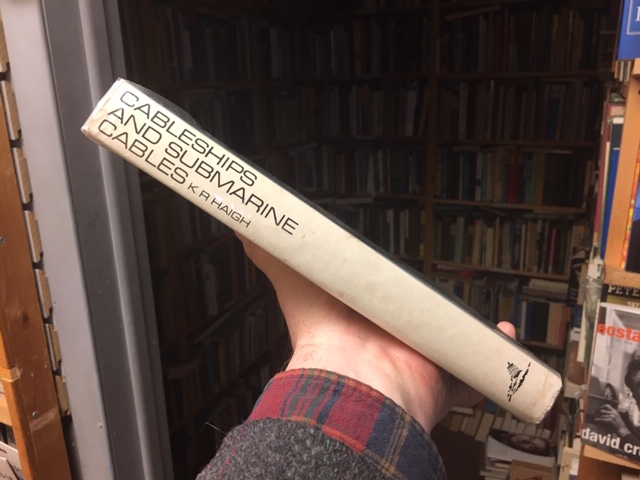 CABLESHIPS
AND SUBMARINE
CABLES K R HAIGH
david cr